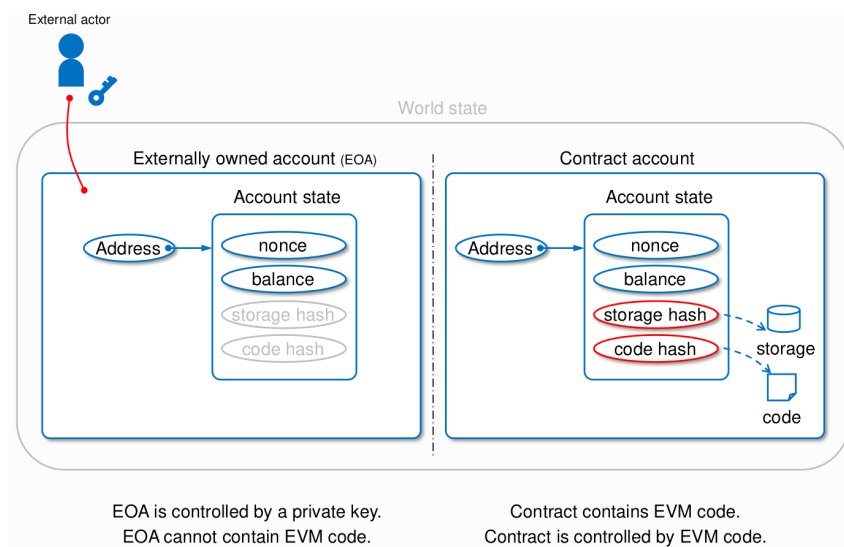 External actor
World state
Externally owned account (EOA)
Account state
Address
nonce
balance
storage hash
code hash
Contract account
Account state
Address
nonce
balance
storage hash
code hash
storage
code
EOA is controlled by a private key.
EOA cannot contain EVM code.
Contract contains EVM code.
Contract is controlled by EVM code.